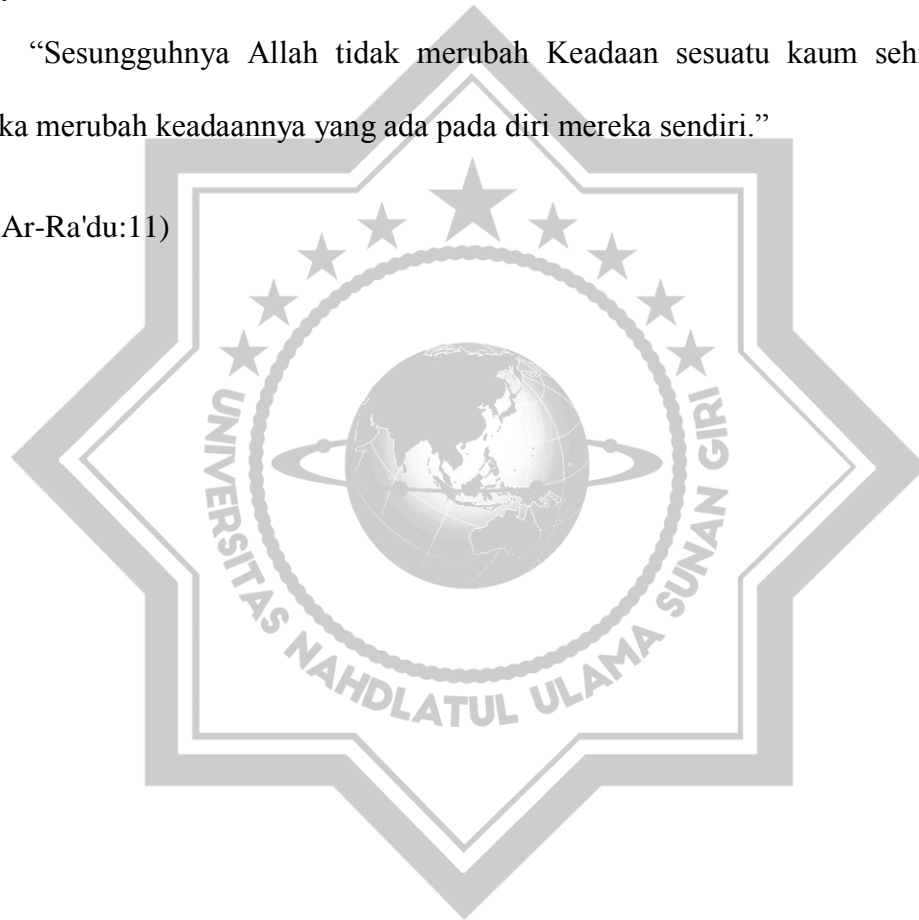 “Sesungguhnya Allah tidak merubah Keadaan sesuatu kaum seh
ka merubah keadaannya yang ada pada diri mereka sendiri.”
Ar-Ra'du:11)
UNIVERSITAS NAHDLATUL ULAMA SUNAN GIRI